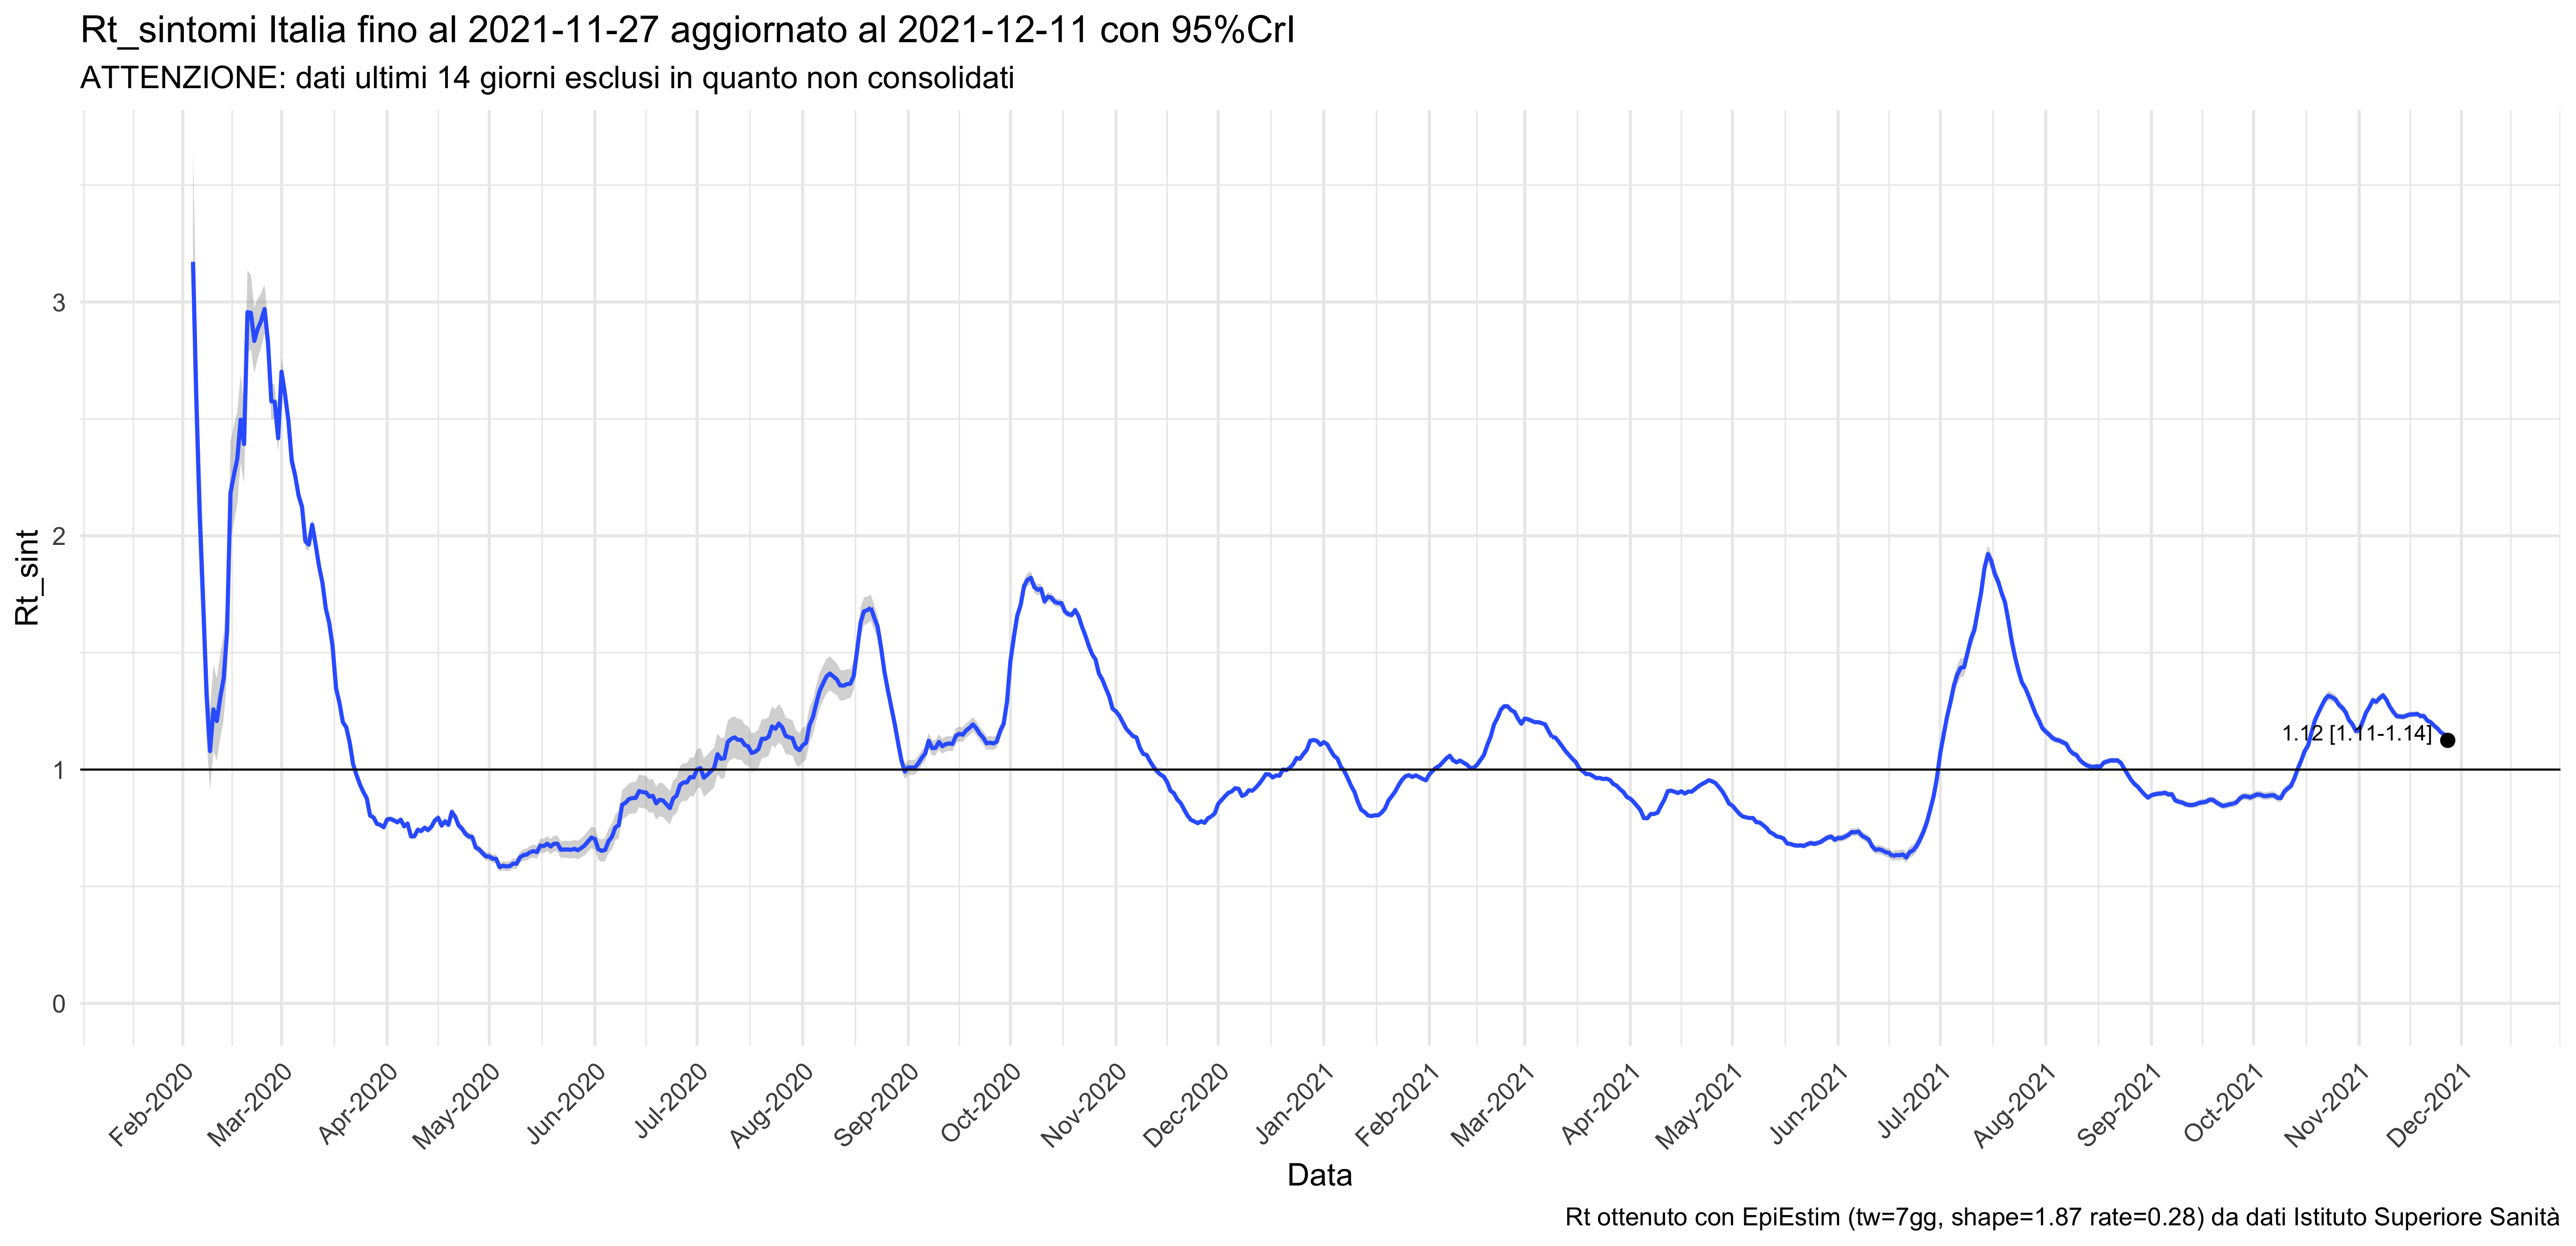 Rt_sintomi Italia fino al 2021-11-27 aggiornato al 2021-12-11 con 95%CrI
ATTENZIONE: dati ultimi 14 giorni esclusi in quanto non consolidati
Rt_sint
3
2
1
0
1.12 [1.11-1.14]
Feb-2020
Mar-2020
Apr-2020
May-2020
Jun-2020
Jul-2020
Aug-2020
Sep-2020
Oct-2020
Nov-2020
Dec-2020
Jan-2021
Feb-2021
Mar-2021
Apr-2021
May-2021
Jun-2021
Jul-2021
Aug-2021
Sep-2021
Oct-2021
Nov-2021
Dec-2021
Data
Rt ottenuto con EpiEstim (tw=7gg, shape=1.87 rate=0.28) da dati Istituto Superiore Sanità